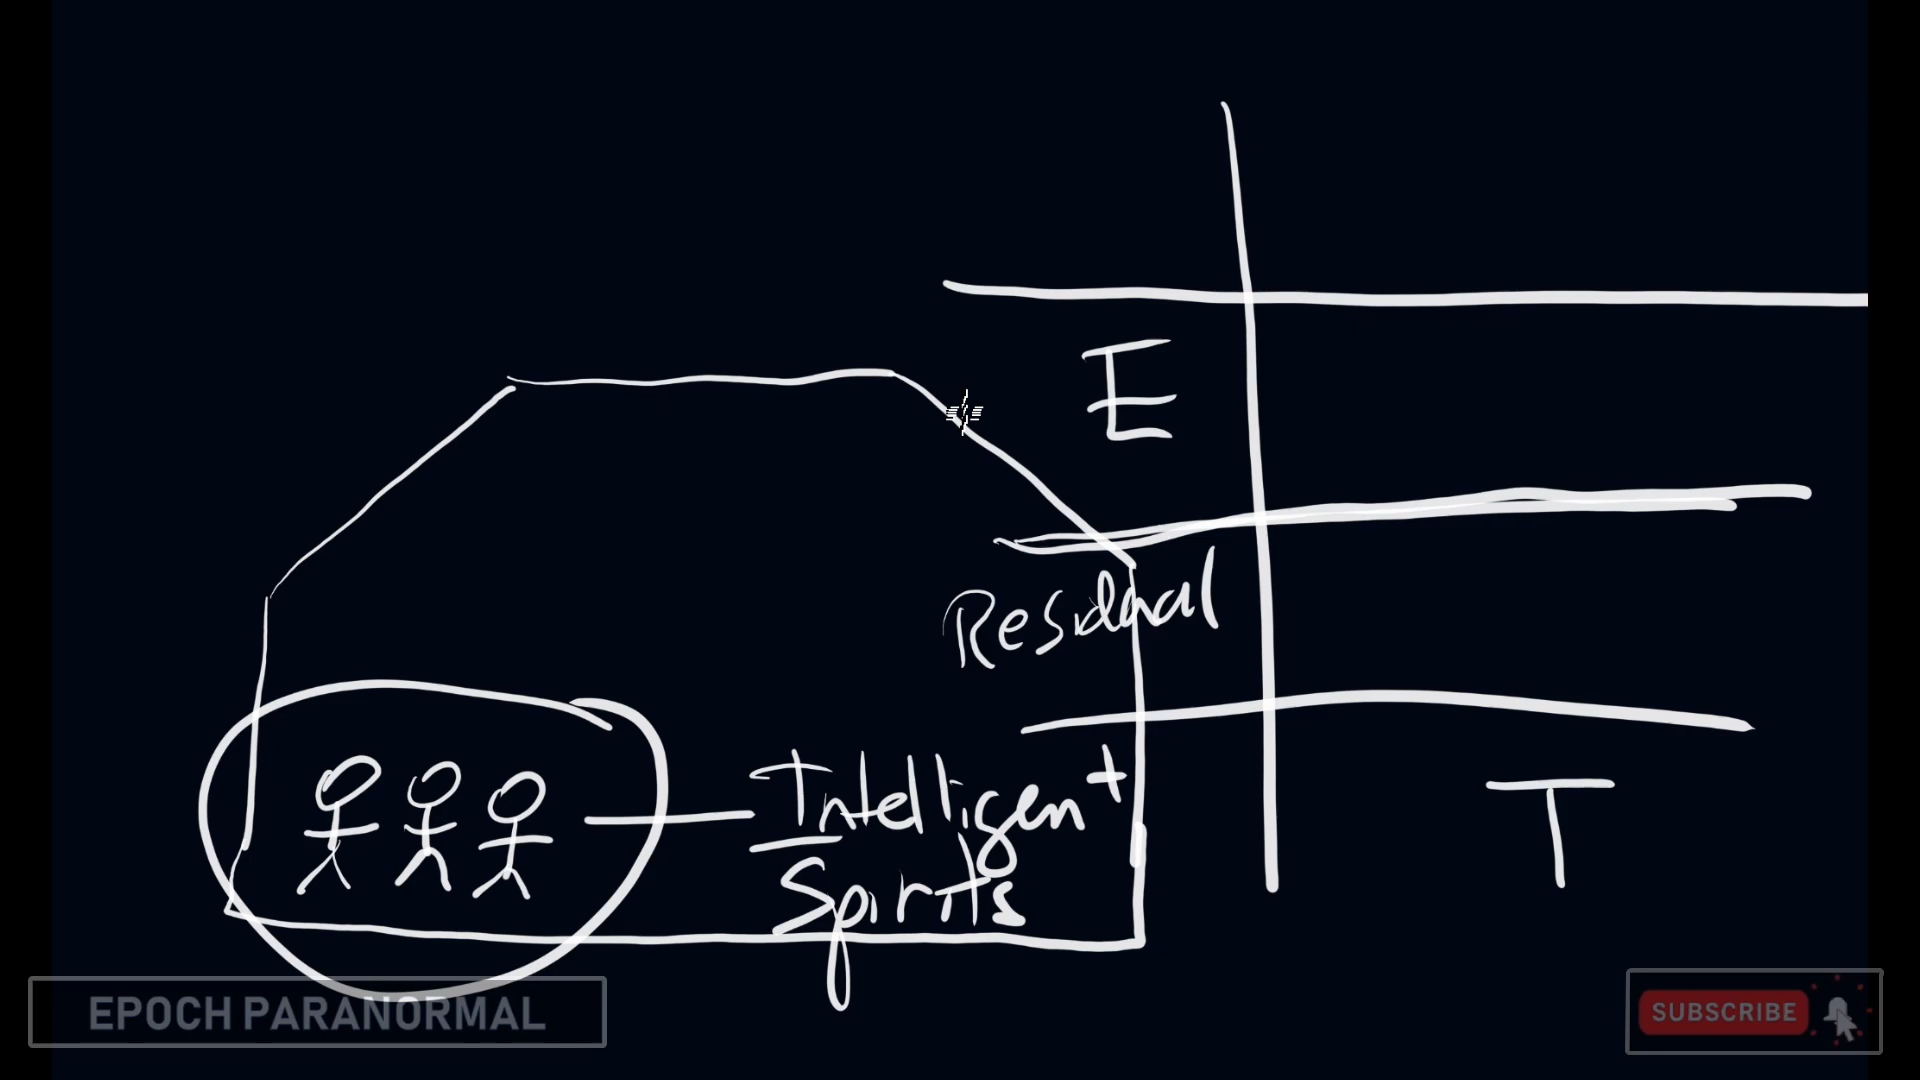 E
Residual
Intelligent
Spirits
T
EPOCH PARANORMAL
SUBSCRIBE